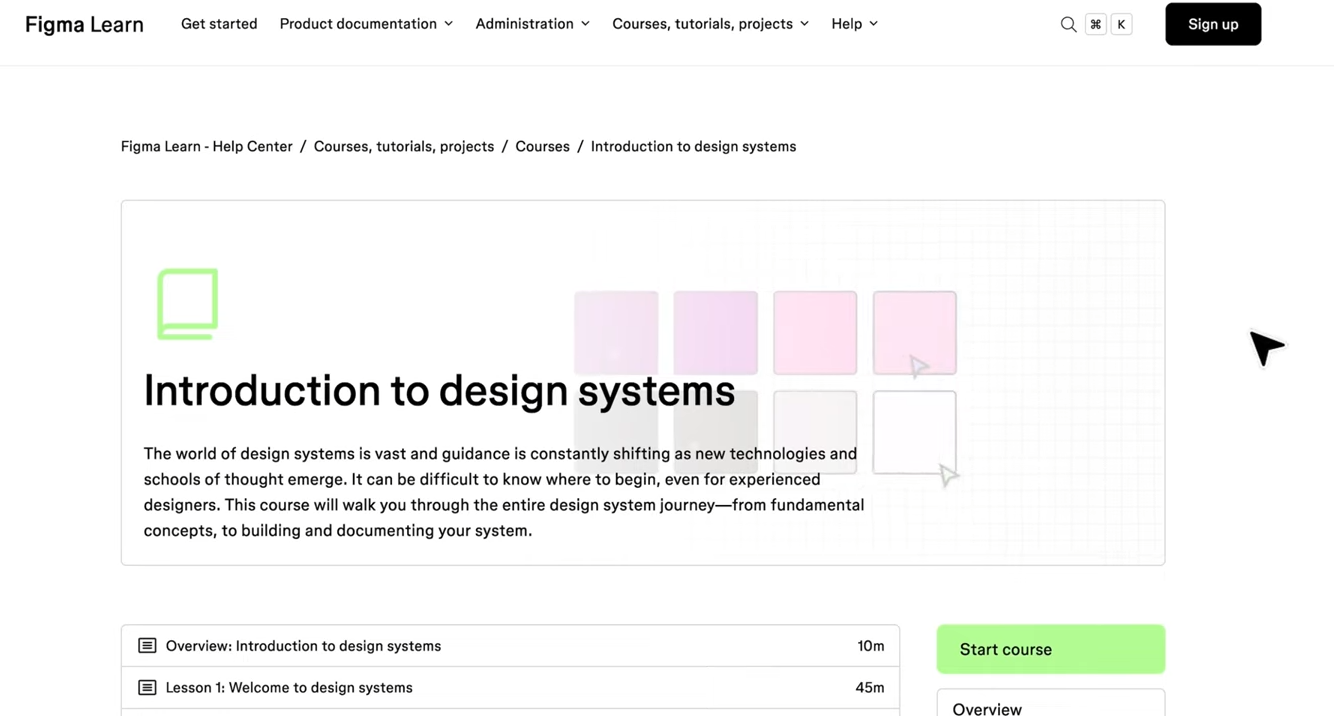 Figma Learn Get started Product documentation Administration Courses, tutorials, projects Help ⌘ K Sign up
Figma Learn - Help Center / Courses, tutorials, projects / Courses / Introduction to design systems
Introduction to design systems
The world of design systems is vast and guidance is constantly shifting as new technologies and
schools of thought emerge. It can be difficult to know where to begin, even for experienced
designers. This course will walk you through the entire design system journey—from fundamental
concepts, to building and documenting your system.
Overview: Introduction to design systems 10m
Lesson 1: Welcome to design systems 45m
Start course
Overview